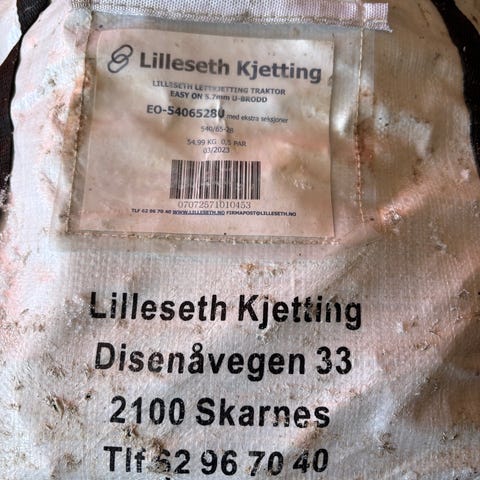 Lilleseth Kjetting
LILLESETH LETTKJETTING TRAKTOR
EASY ON 5.7mm U-BRODD
EO-5406528U med ekstra seksjoner
540/65-28
54,99 KG 0,5 PAR
03/2023
07072571010453
TLF 62 96 70 40 WWW.LILLESETH.NO FIRMAPOST@LILLESETH.NO
Lilleseth Kjetting
Disenåvegen 33
2100 Skarnes
Tlf 62 96 70 40